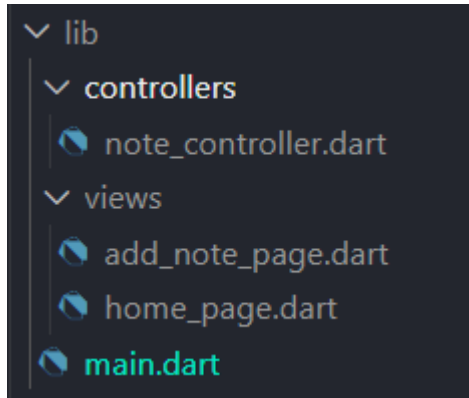 lib
controllers
note_controller.dart
views
add_note_page.dart
home_page.dart
main.dart